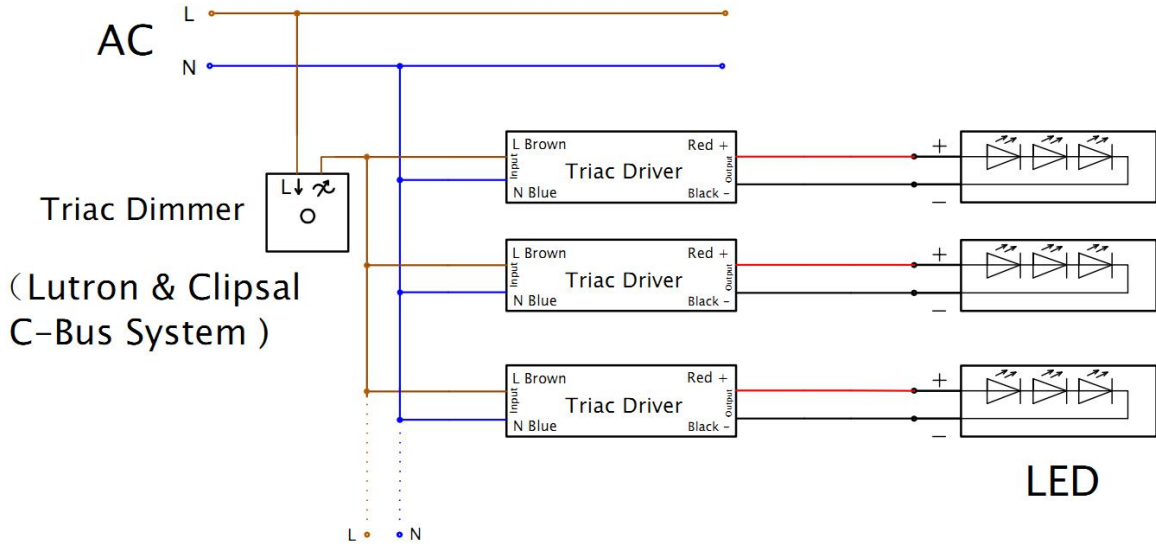 L
AC
N
L Brown
Red +
Input
Triac Driver
Output
N Blue
Black -
+
−
L
Triac Dimmer
(Lutron & Clipsal
C-Bus System )
L Brown
Red +
Input
Triac Driver
Output
N Blue
Black -
+
−
L Brown
Red +
Input
Triac Driver
Output
N Blue
Black -
+
−
LED
L
N